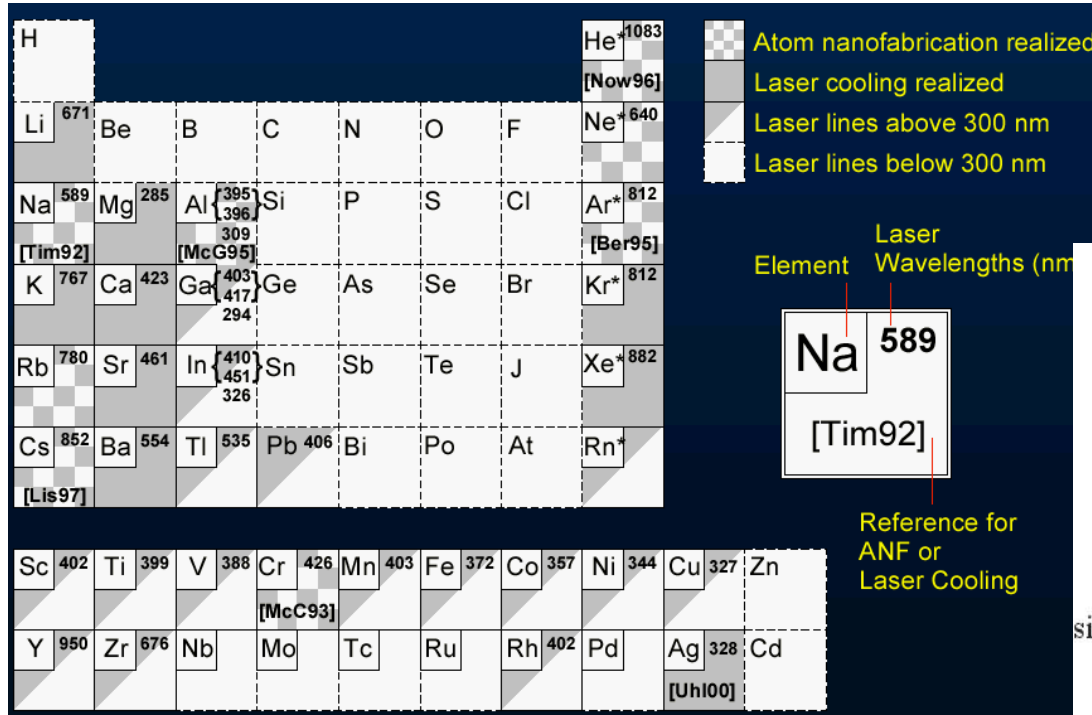 H He* 1083
[Now96]
Li 671 Be B C N O F Ne* 640
Na 589 Mg 285 Al {395 396} 309 Si P S Cl Ar* 812
[Tim92] [McG95] [Ber95]
K 767 Ca 423 Ga {403 417 294 Ge As Se Br Kr* 812
Rb 780 Sr 461 In {410 451} 326 Sn Sb Te J Xe* 882
Cs 852 Ba 554 Tl 535 Pb 406 Bi Po At Rn*
[Lis97]
Sc 402 Ti 399 V 388 Cr 426 Mn 403 Fe 372 Co 357 Ni 344 Cu 327 Zn
[McC93]
Y 950 Zr 676 Nb Mo Tc Ru Rh 402 Pd Ag 328 Cd
[Uhl00]
Atom nanofabrication realized
Laser cooling realized
Laser lines above 300 nm
Laser lines below 300 nm
Laser
Element Wavelengths (nm
Na 589
[Tim92]
Reference for
ANF or
Laser Cooling
si